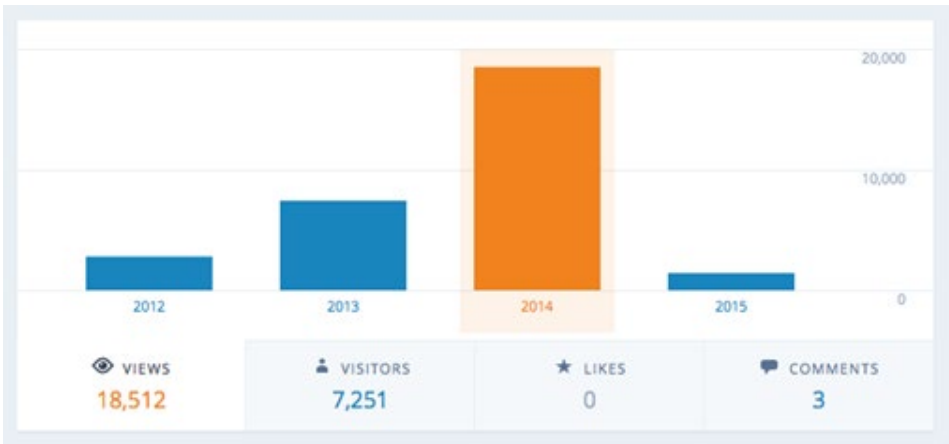 20,000
10,000
0
2012 2013 2014 2015
VIEWS VISITORS LIKES COMMENTS
18,512 7,251 0 3